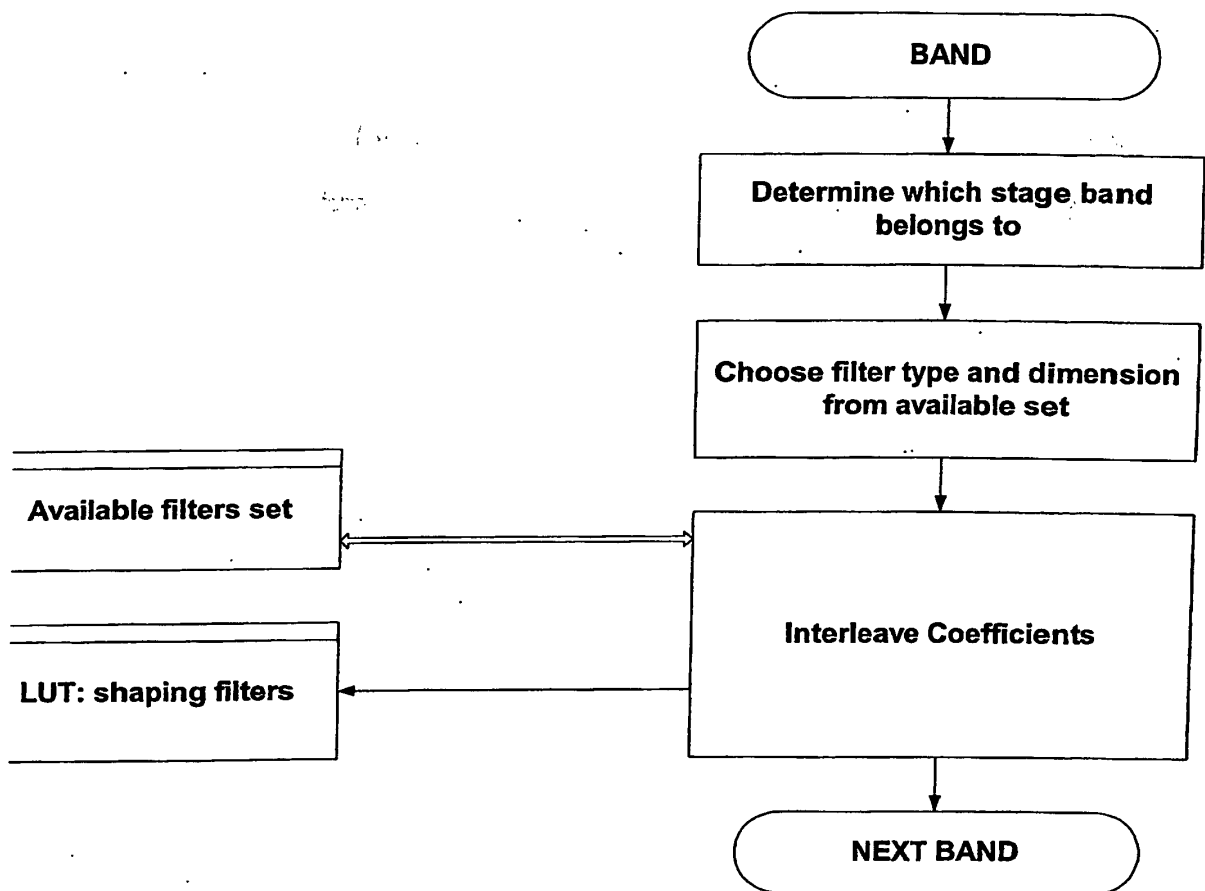 BAND
Determine which stage band
belongs to
Choose filter type and dimension
from available set
Available filters set
Interleave Coefficients
LUT: shaping filters
NEXT BAND